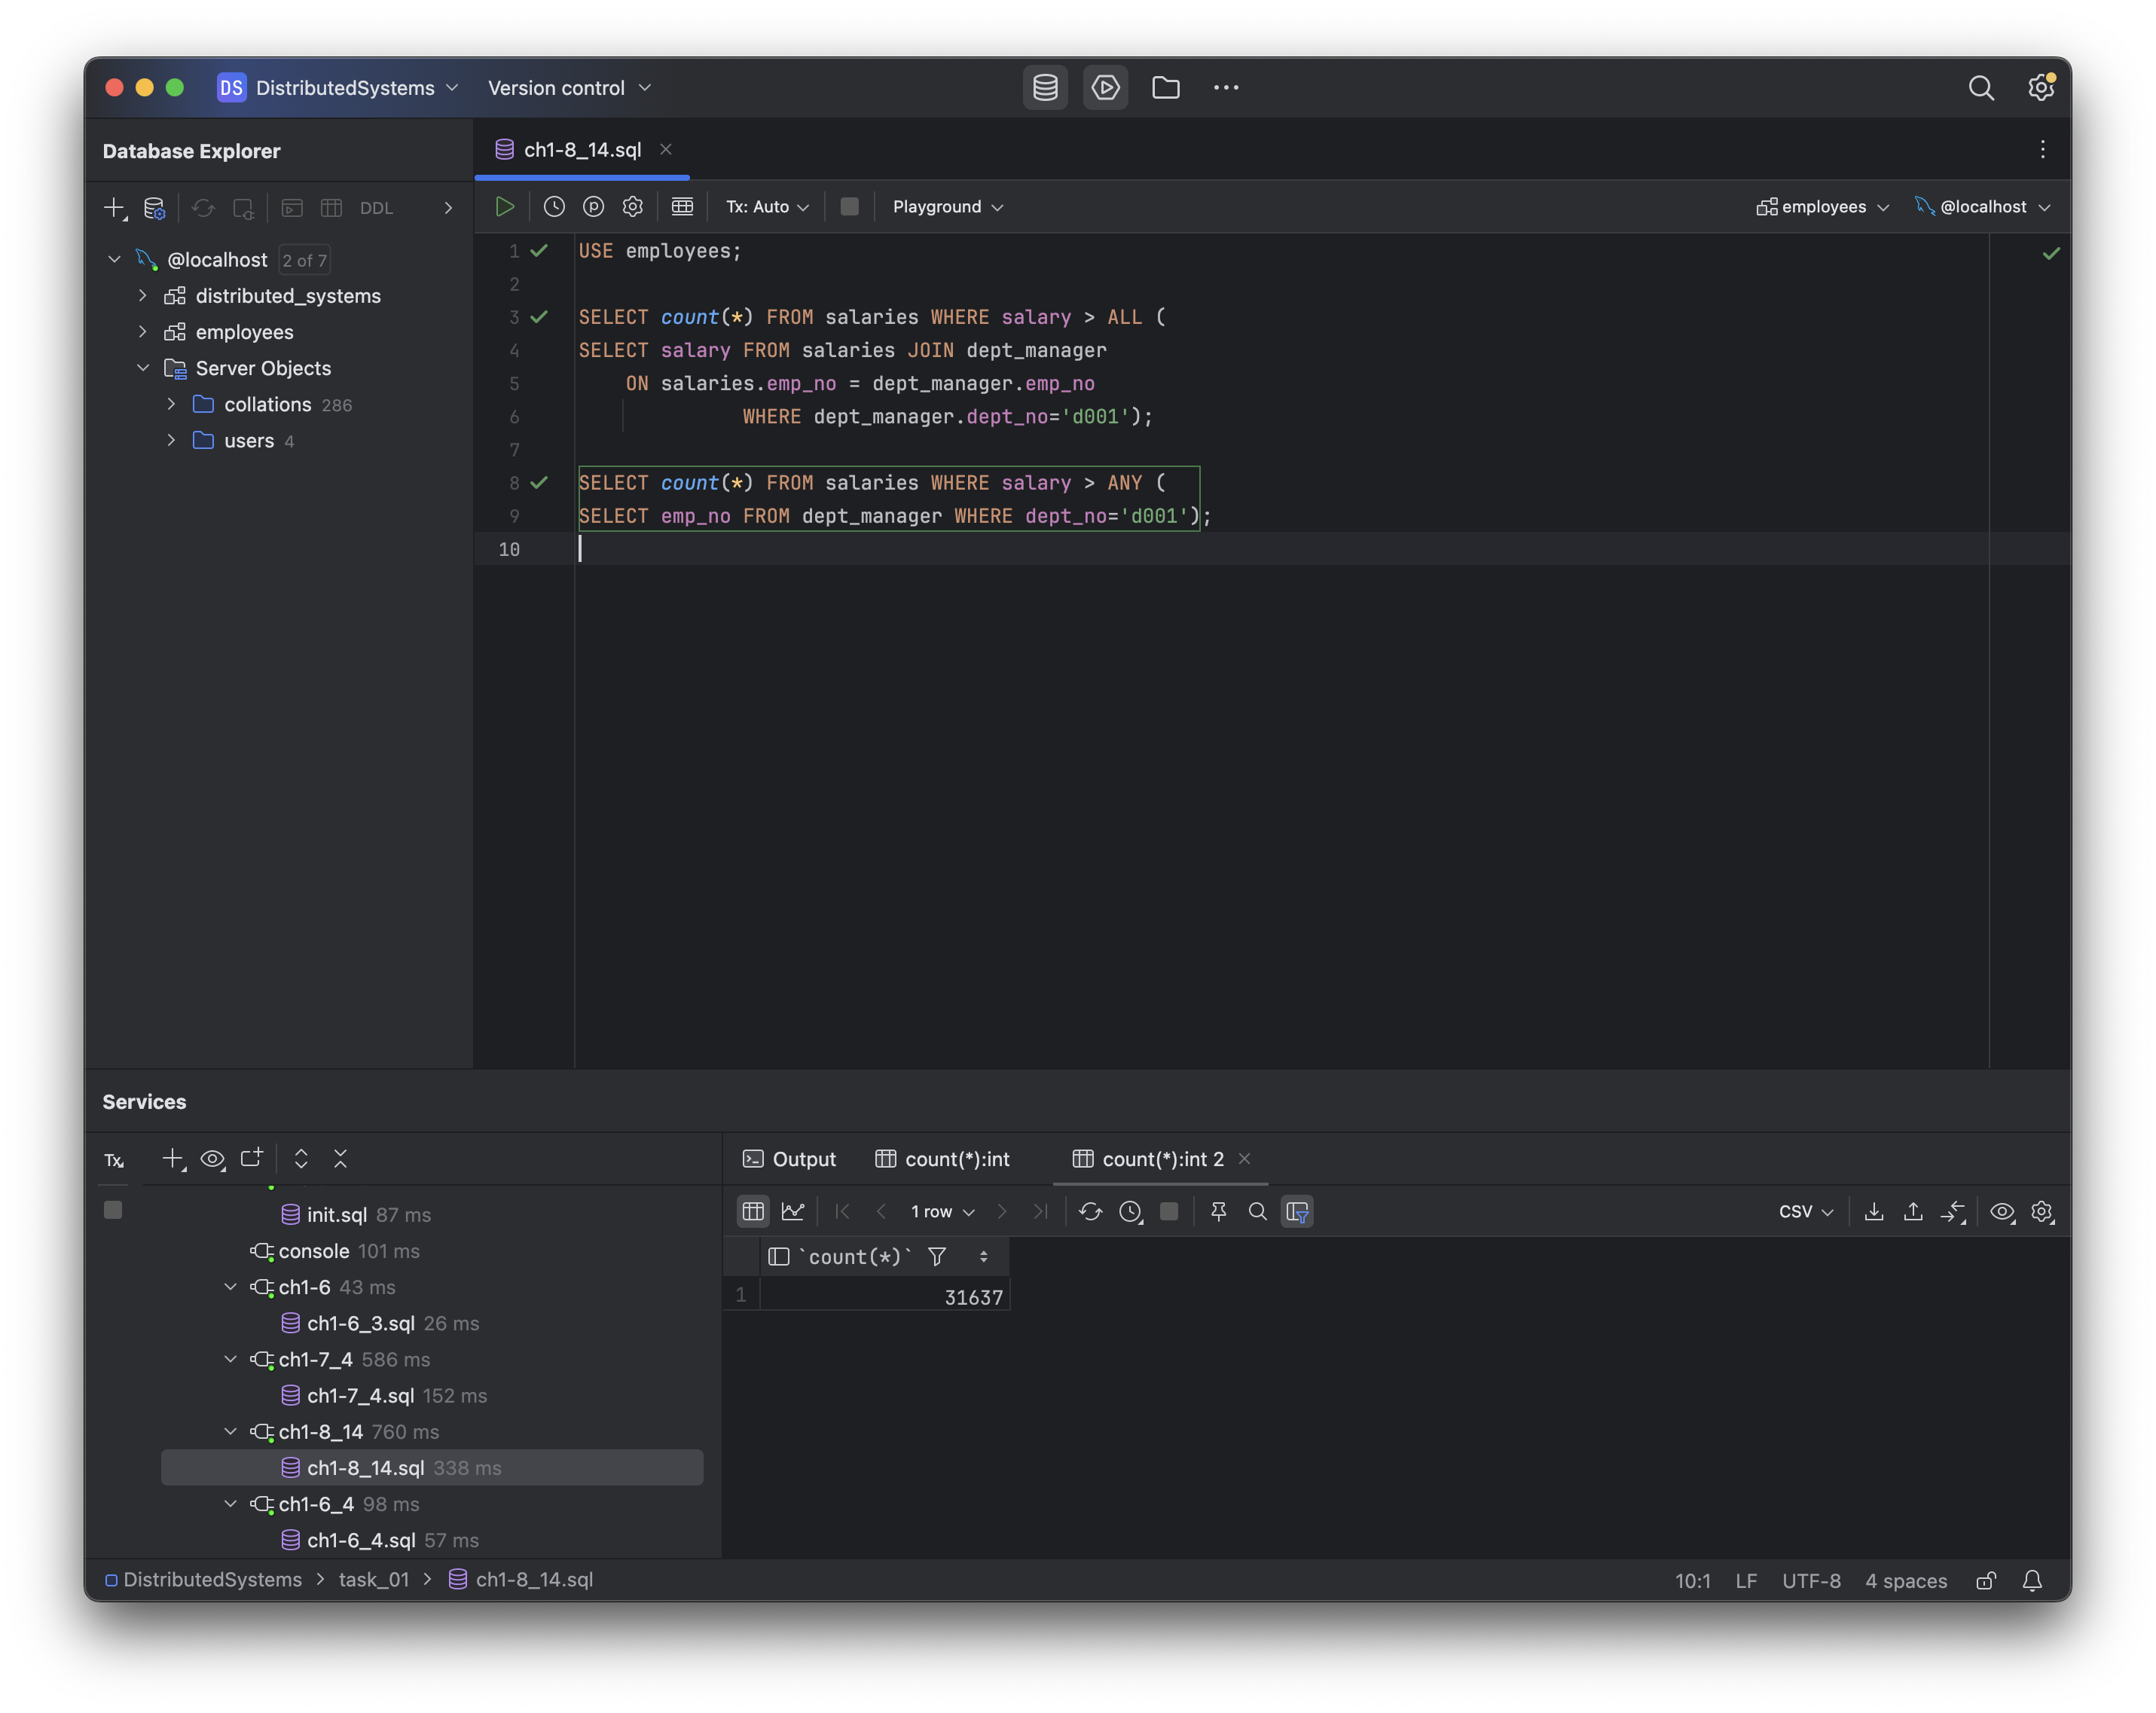 DS DistributedSystems Version control
Database Explorer
ch1-8_14.sql
DDL
Tx: Auto Playground employees @localhost
@localhost 2 of 7
distributed_systems
employees
Server Objects
collations 286
users 4
1 USE employees;
2
3 SELECT count(*) FROM salaries WHERE salary > ALL (
4 SELECT salary FROM salaries JOIN dept_manager
5 ON salaries.emp_no = dept_manager.emp_no
6 WHERE dept_manager.dept_no='d001');
7
8 SELECT count(*) FROM salaries WHERE salary > ANY (
9 SELECT emp_no FROM dept_manager WHERE dept_no='d001');
10
Services
Tx
init.sql 87 ms
console 101 ms
ch1-6 43 ms
ch1-6_3.sql 26 ms
ch1-7_4 586 ms
ch1-7_4.sql 152 ms
ch1-8_14 760 ms
ch1-8_14.sql 338 ms
ch1-6_4 98 ms
ch1-6_4.sql 57 ms
Output count(*):int count(*):int 2
1 row CSV
`count(*)`
1 31637
DistributedSystems > task_01 > ch1-8_14.sql
10:1 LF UTF-8 4 spaces